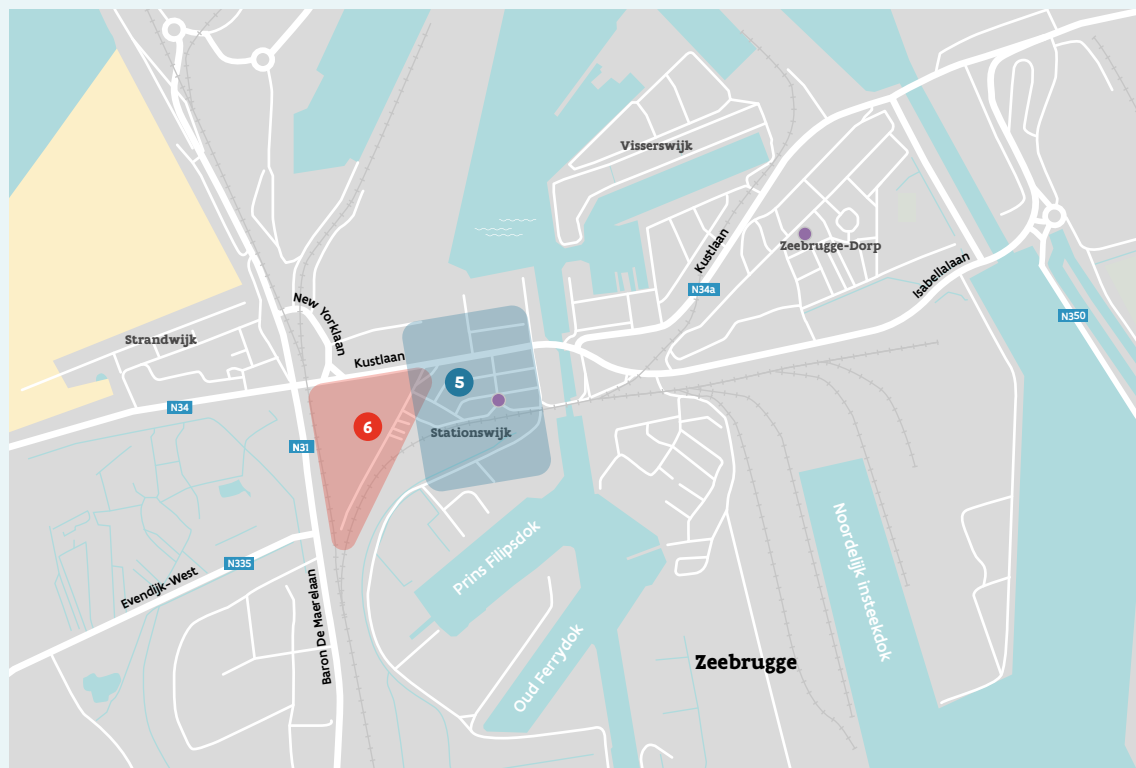 Visserswijk
Zeebrugge-Dorp
Kustlaan
Isabellalaan
N34a
New Yorklaan
N350
Strandwijk
Kustlaan
5
N34
6
Stationswijk
N31
Noordelijk insteekdok
Prins Filipsdok
N335
Evendijk-West
Baron De Maerelaan
Oud Ferrydok
Zeebrugge